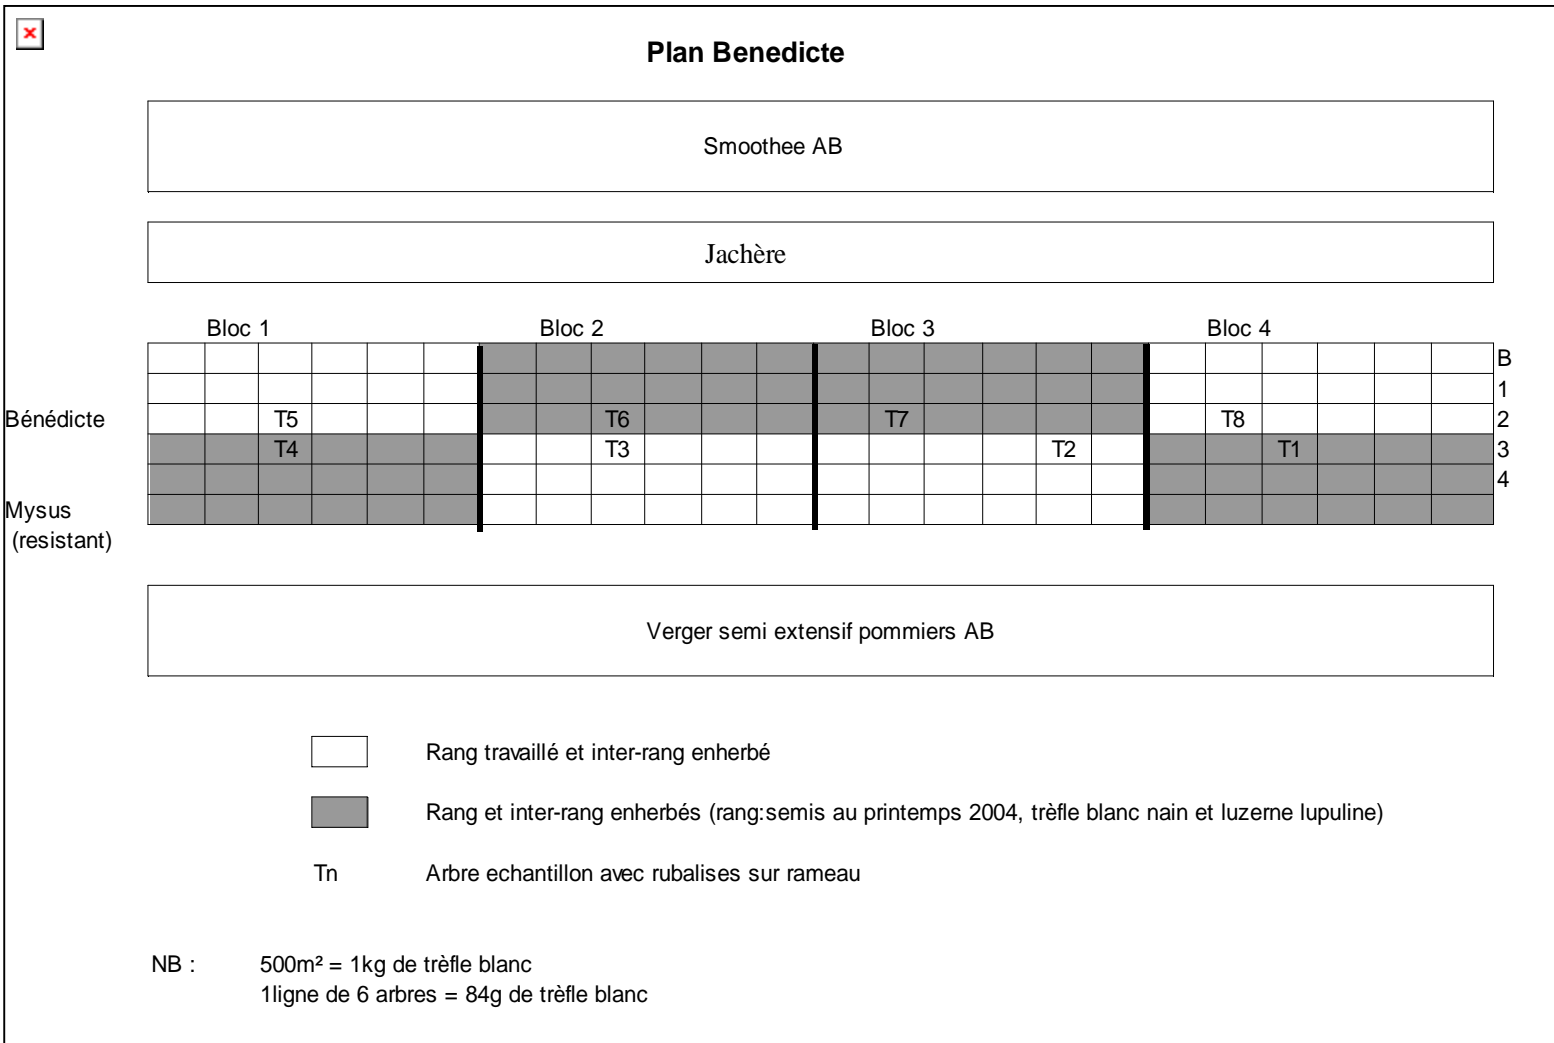 Plan Benedicte
Smoothee AB
Jachère
Bloc 1 Bloc 2 Bloc 3 Bloc 4
B
1
Bénédicte T5 T6 T7 T8 2
T4 T3 T2 T1 3
4
Mysus
(resistant)
Verger semi extensif pommiers AB
Rang travaillé et inter-rang enherbé
Rang et inter-rang enherbés (rang:semis au printemps 2004, trèfle blanc nain et luzerne lupuline)
Tn Arbre echantillon avec rubalises sur rameau
NB : 500m² = 1kg de trèfle blanc
1ligne de 6 arbres = 84g de trèfle blanc